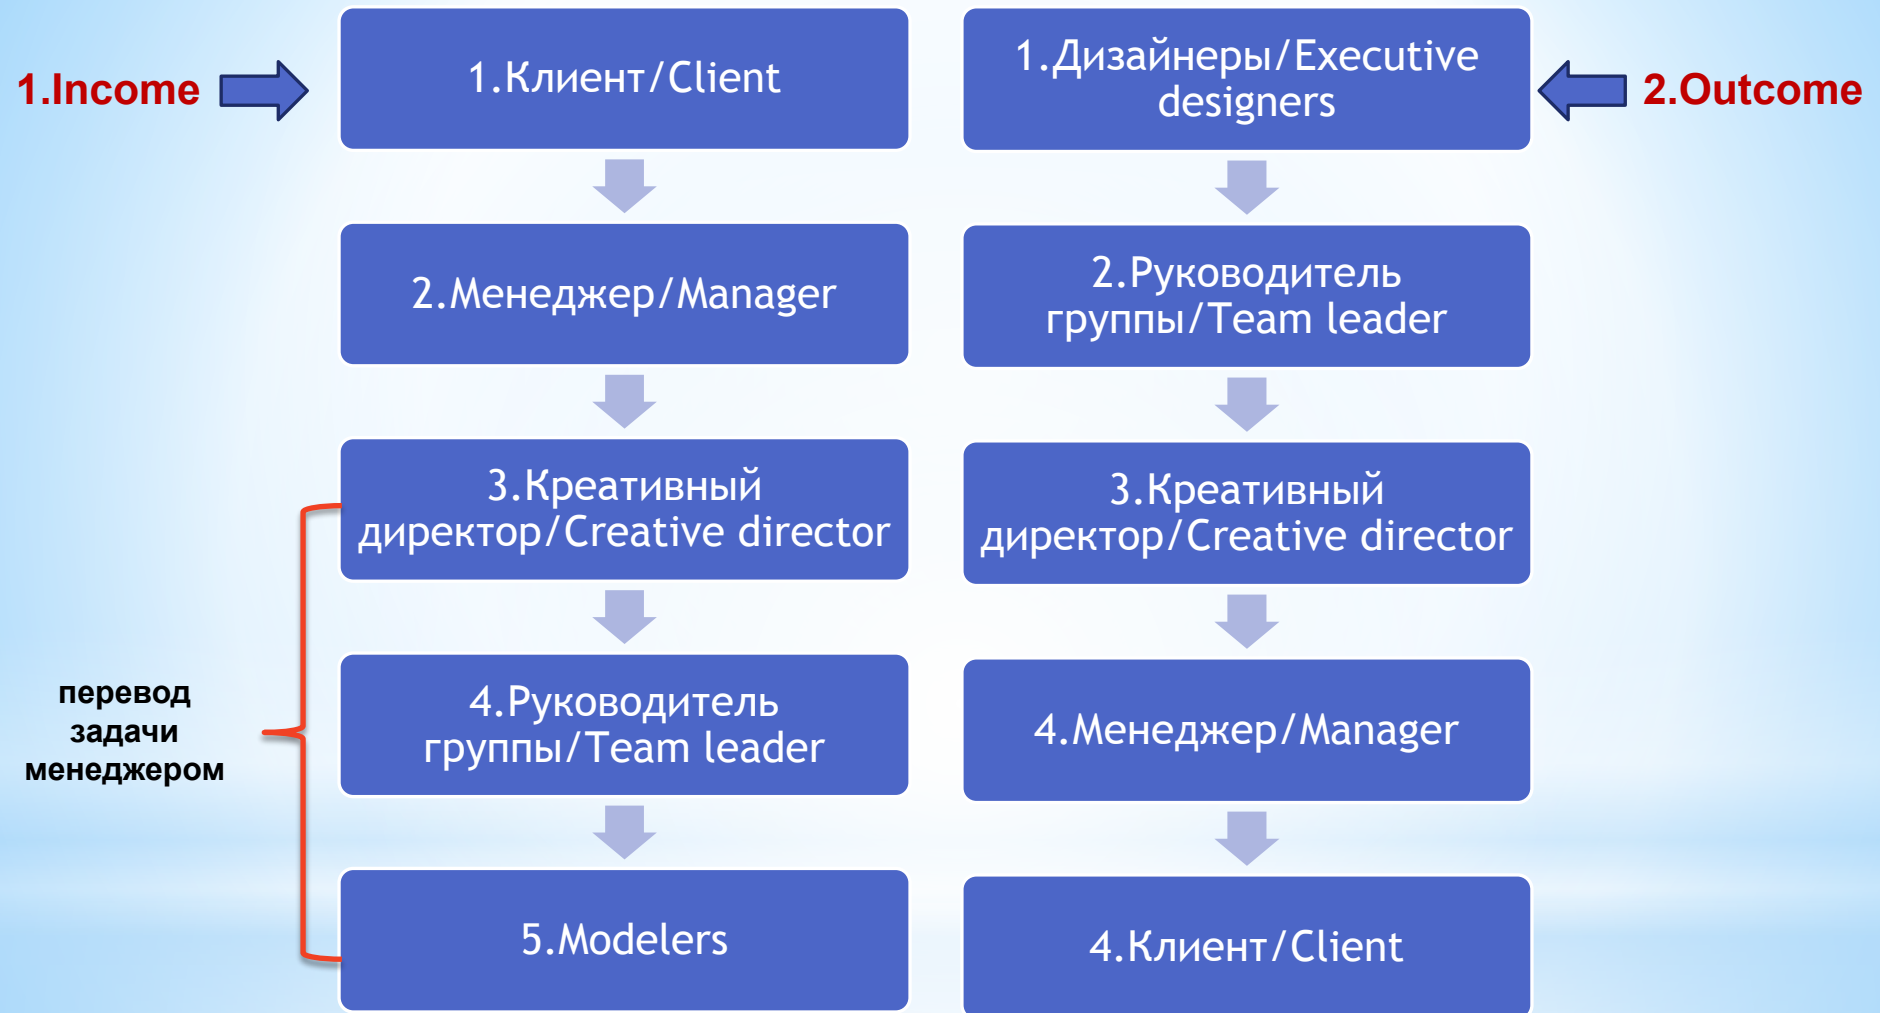 1.Income
1.Клиент/Client
2.Менеджер/Manager
3.Креативный
директор/Creative director
4.Руководитель
группы/Team leader
5.Modelers
перевод
задачи
менеджером
2.Outcome
1.Дизайнеры/Executive
designers
2.Руководитель
группы/Team leader
3.Креативный
директор/Creative director
4.Менеджер/Manager
4.Клиент/Client